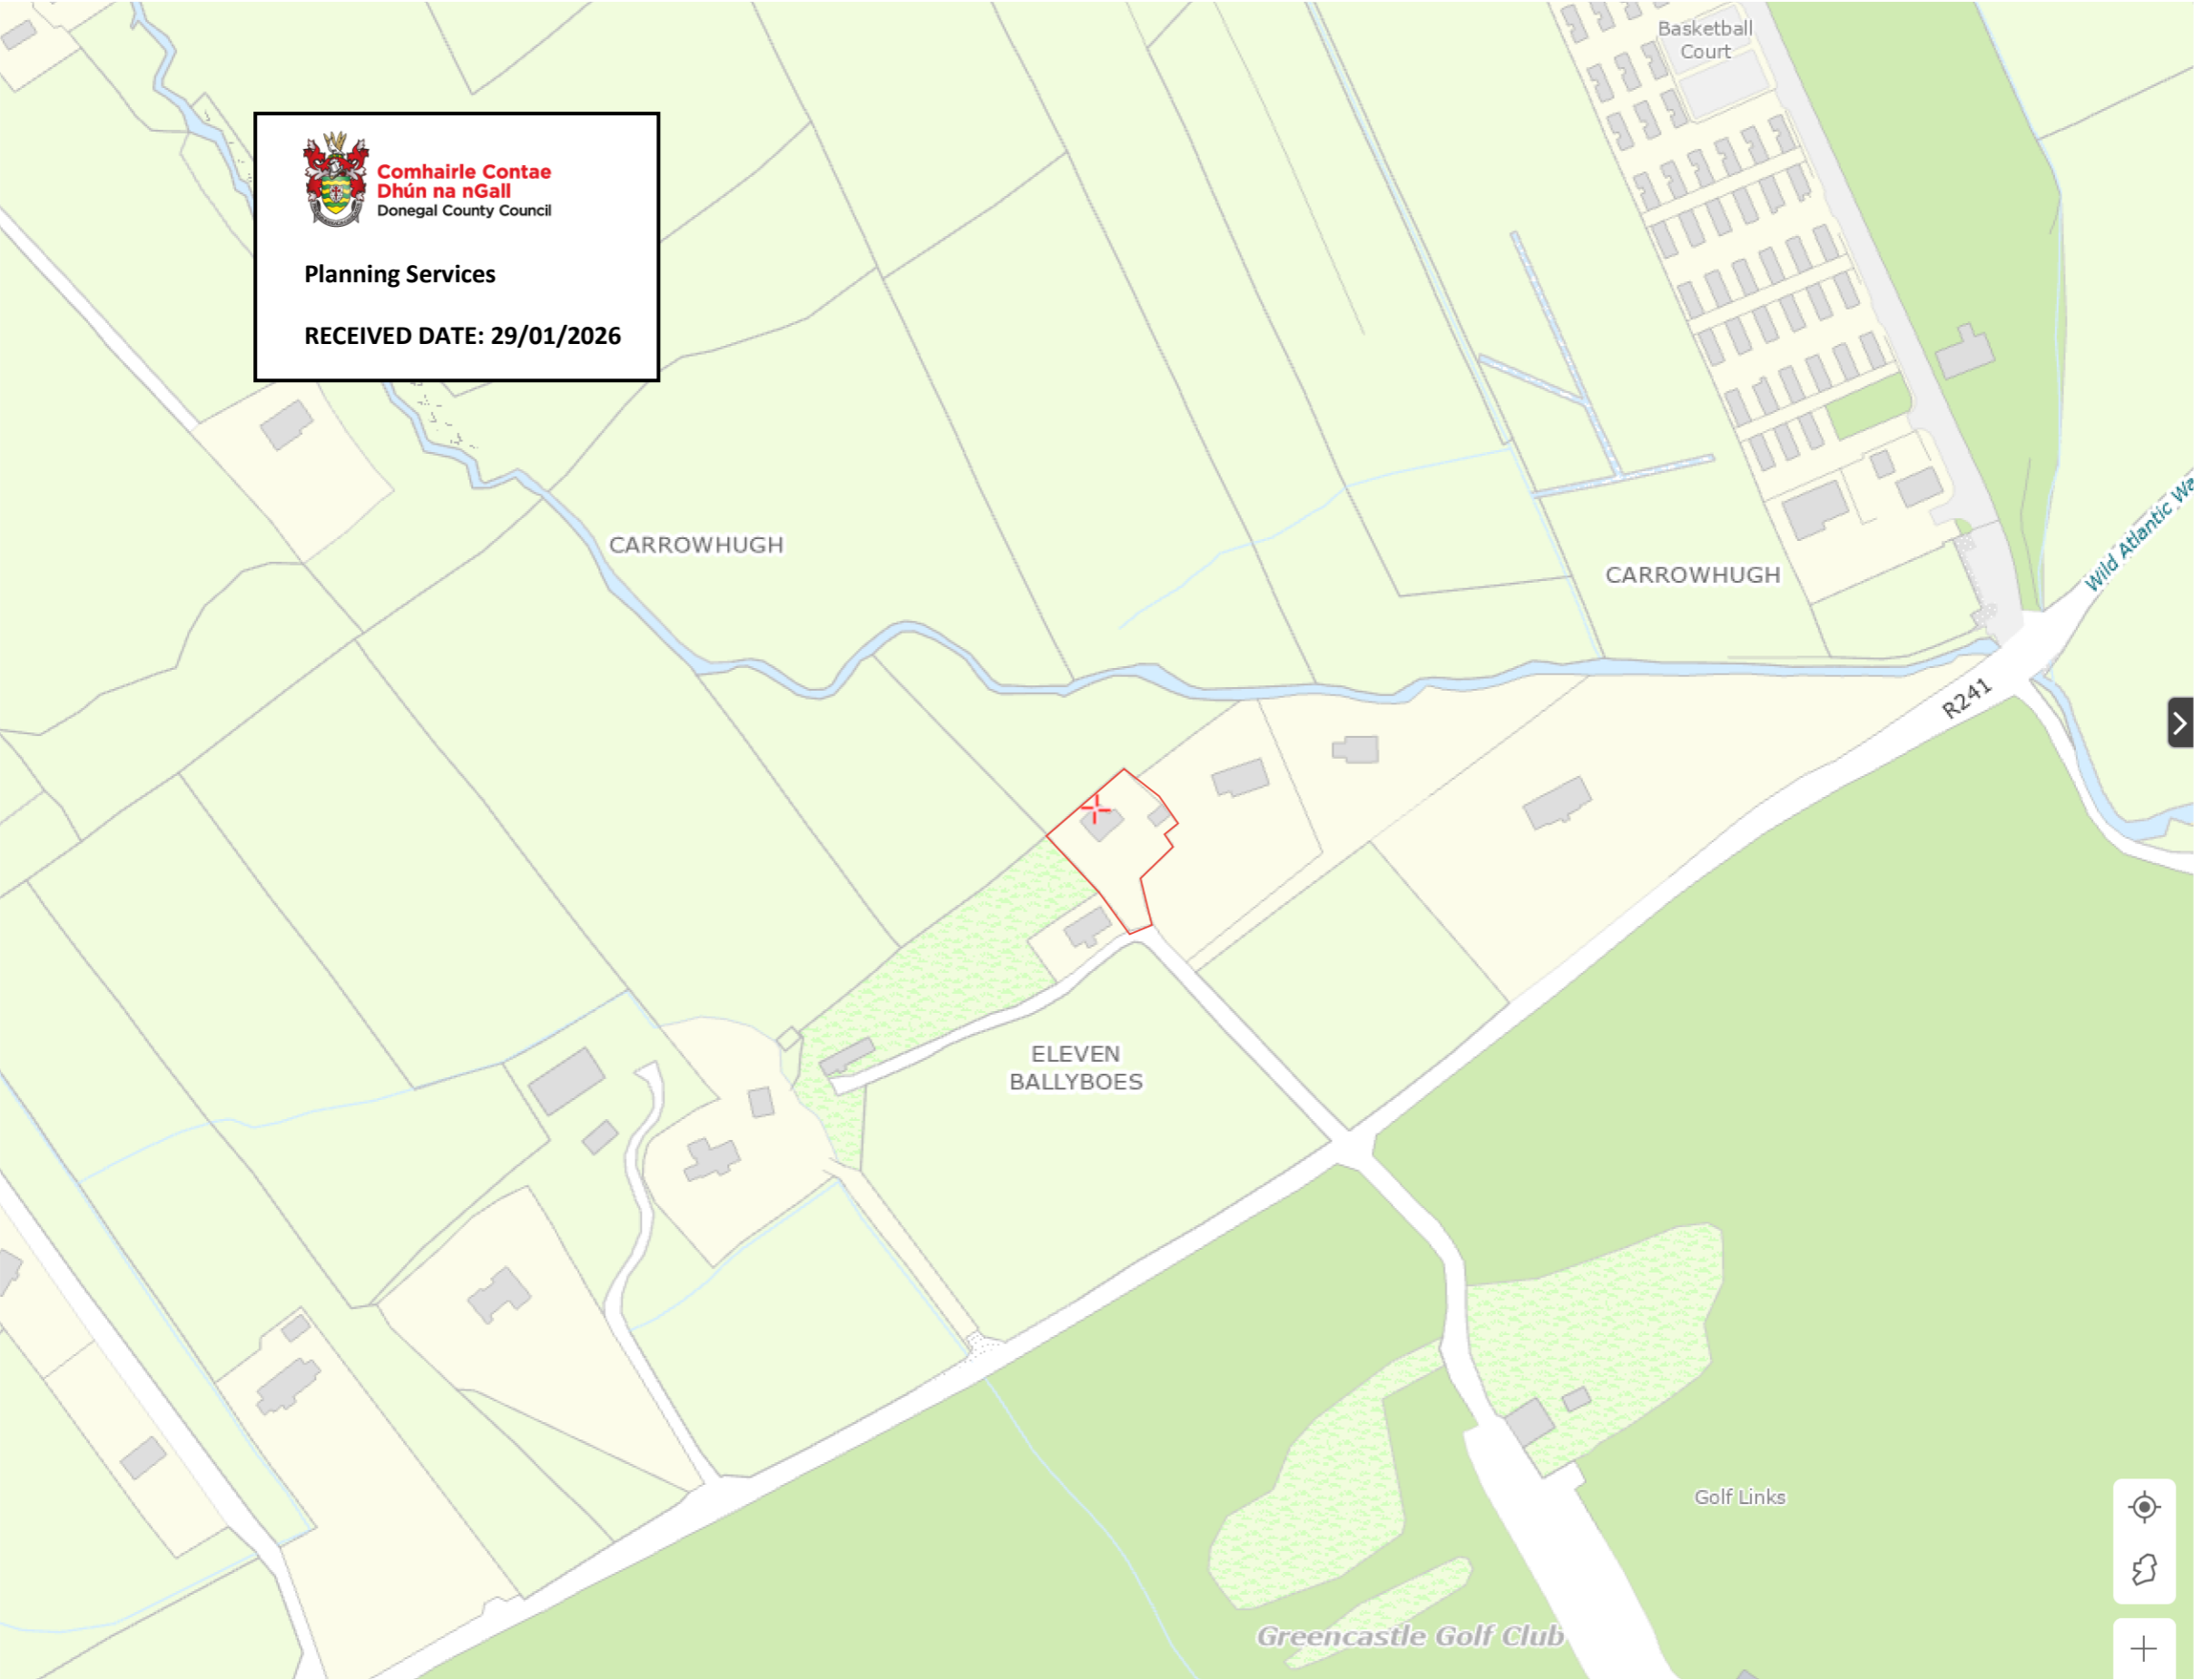 Basketball
Court
Comhairle Contae
Dhún na nGall
Donegal County Council
Planning Services
RECEIVED DATE: 29/01/2026
CARROWHUGH
CARROWHUGH
Wild Atlantic Wa
R241
ELEVEN
BALLYBOES
Golf Links
Greencastle Golf Club